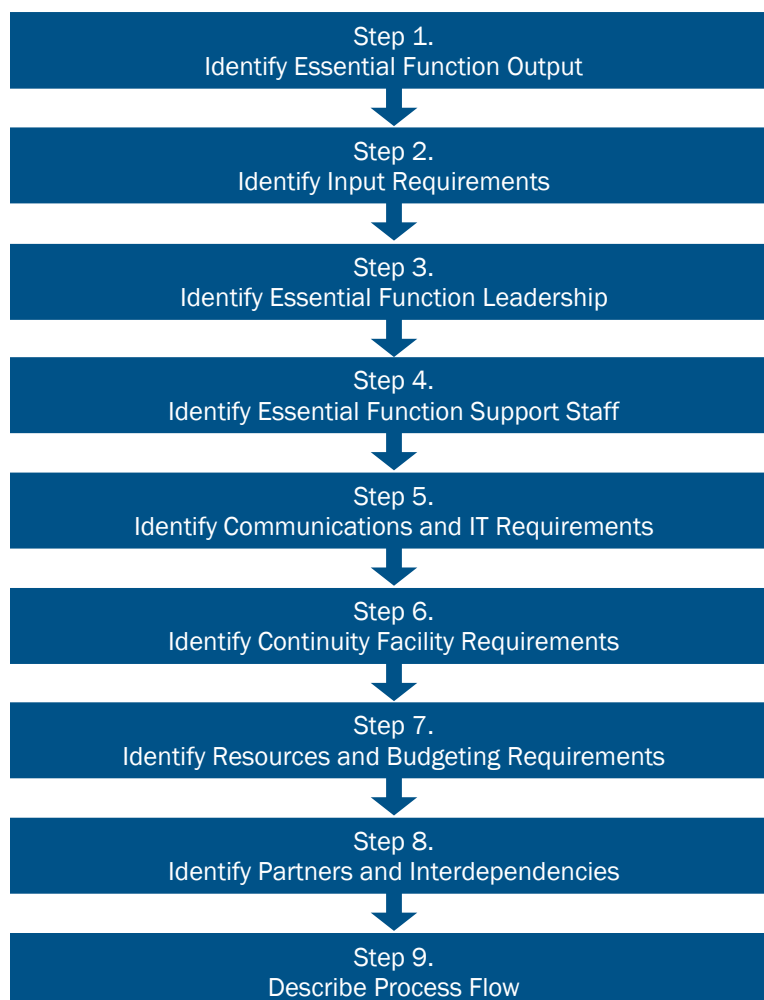 Step 1.
Identify Essential Function Output
Step 2.
Identify Input Requirements
Step 3.
Identify Essential Function Leadership
Step 4.
Identify Essential Function Support Staff
Step 5.
Identify Communications and IT Requirements
Step 6.
Identify Continuity Facility Requirements
Step 7.
Identify Resources and Budgeting Requirements
Step 8.
Identify Partners and Interdependencies
Step 9.
Describe Process Flow